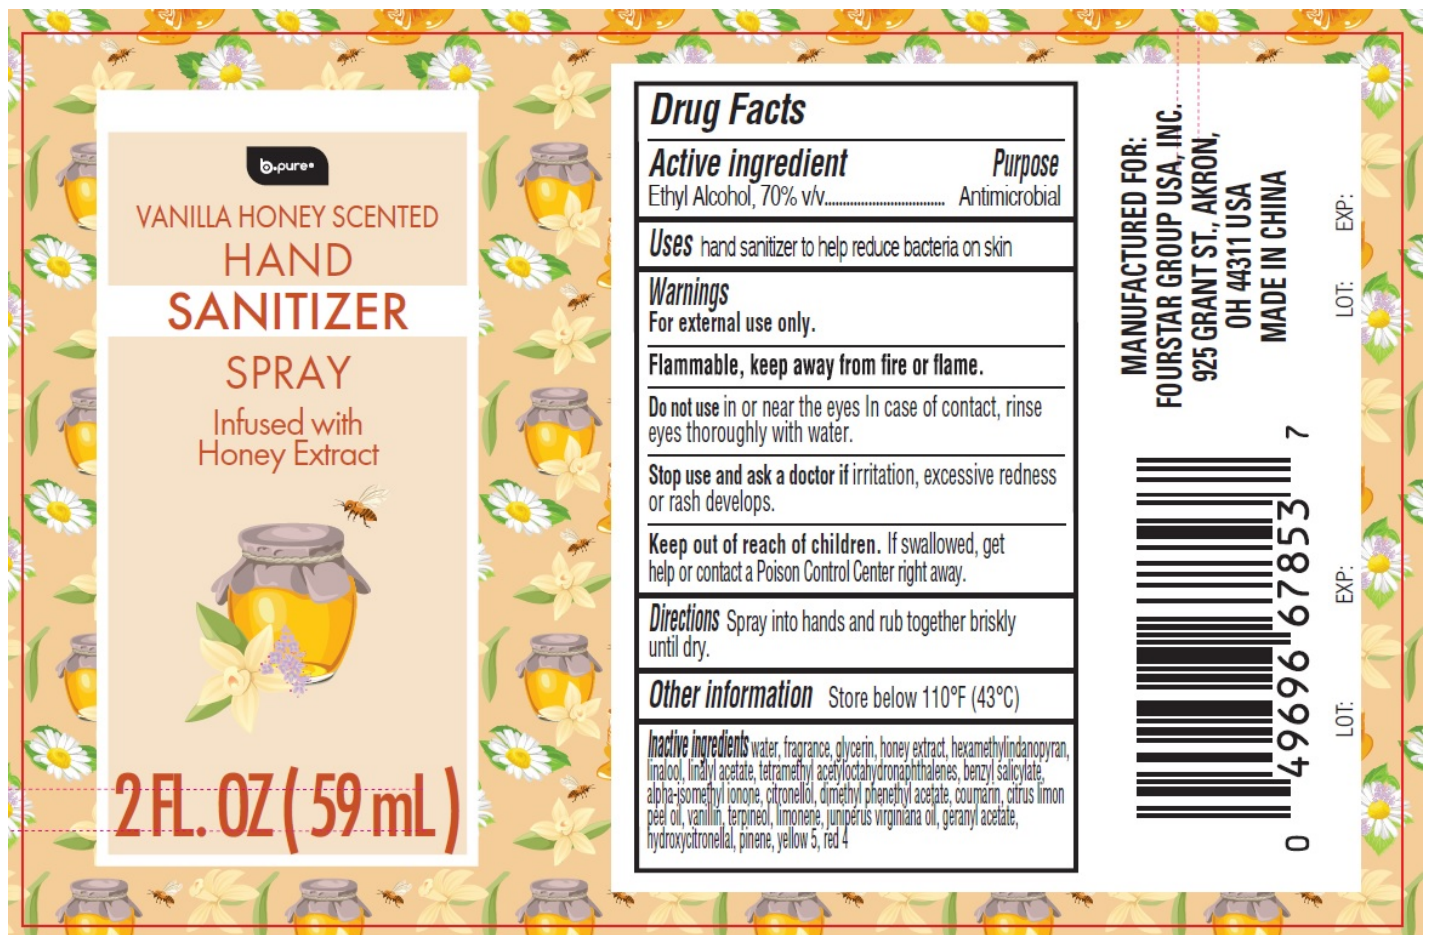 b.pure
VANILLA HONEY SCENTED
HAND
SANITIZER
SPRAY
Infused with
Honey Extract
2 FL. OZ ( 59 mL )
Drug Facts
Active ingredient Purpose
Ethyl Alcohol, 70% v/v................................. Antimicrobial
Uses hand sanitizer to help reduce bacteria on skin
Warnings
For external use only.
Flammable, keep away from fire or flame.
Do not use in or near the eyes In case of contact, rinse
eyes thoroughly with water.
Stop use and ask a doctor if irritation, excessive redness
or rash develops.
Keep out of reach of children. If swallowed, get
help or contact a Poison Control Center right away.
Directions Spray into hands and rub together briskly
until dry.
Other information Store below 110°F (43°C)
Inactive ingredients water, fragrance, glycerin, honey extract, hexamethylindanopyran,
linalool, linalyl acetate, tetramethyl acetyloctahydronaphthalenes, benzyl salicylate,
alpha-isomethyl ionone, citronellol, dimethyl phenethyl acetate, coumarin, citrus limon
peel oil, vanillin, terpineol, limonene, juniperus virginiana oil, geranyl acetate,
hydroxycitronellal, pinene, yellow 5, red 4
MANUFACTURED FOR:
FOURSTAR GROUP USA, INC.
925 GRANT ST., AKRON,
OH 44311 USA
MADE IN CHINA
0 49696 67853 7
LOT: EXP:
LOT: EXP: